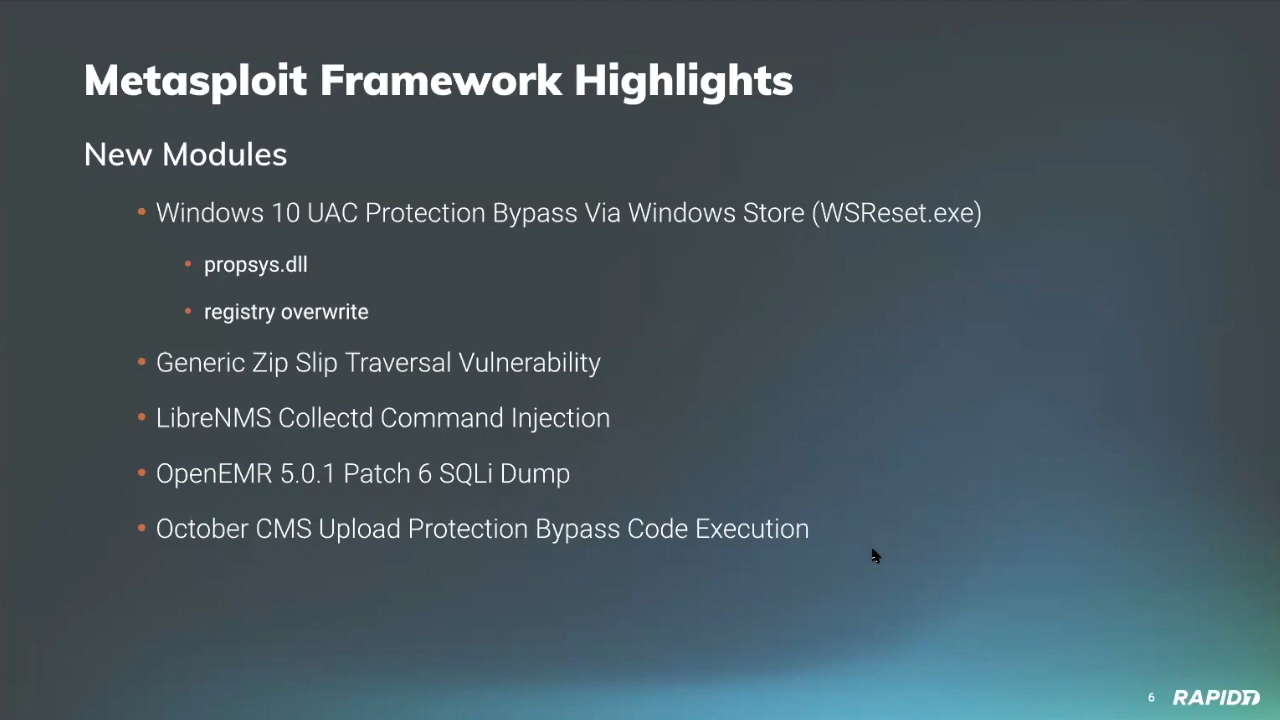 Metasploit Framework Highlights
New Modules
• Windows 10 UAC Protection Bypass Via Windows Store (WSReset.exe)
• propsys.dll
• registry overwrite
• Generic Zip Slip Traversal Vulnerability
• LibreNMS Collectd Command Injection
• OpenEMR 5.0.1 Patch 6 SQLi Dump
• October CMS Upload Protection Bypass Code Execution
6 RAPID7